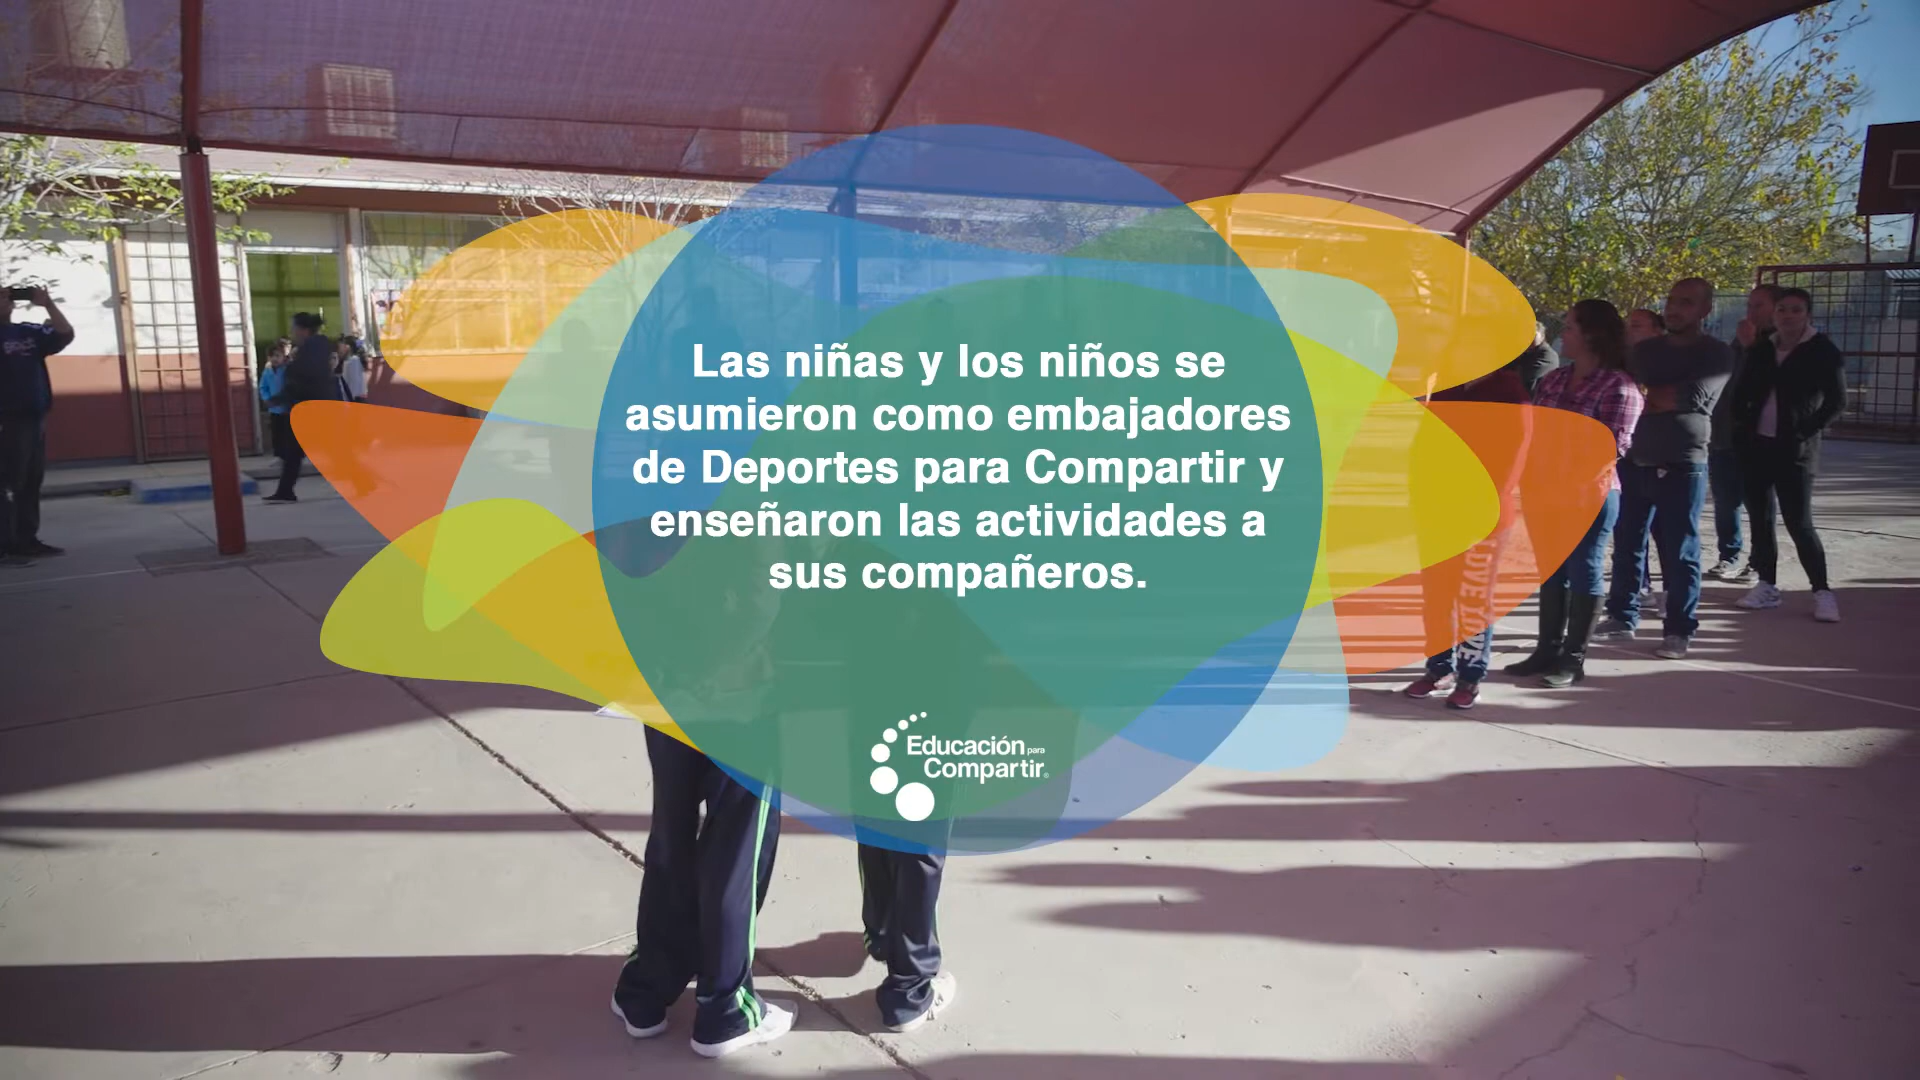 Las niñas y los niños se
asumieron como embajadores
de Deportes para Compartir y
enseñaron las actividades a
sus compañeros.
Educación para
Compartir®